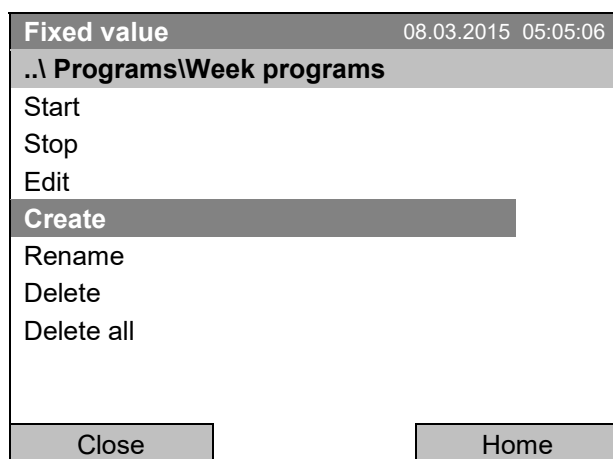 Fixed value 08.03.2015 05:05:06
..\ Programs\Week programs
Start
Stop
Edit
Create
Rename
Delete
Delete all
Close Home